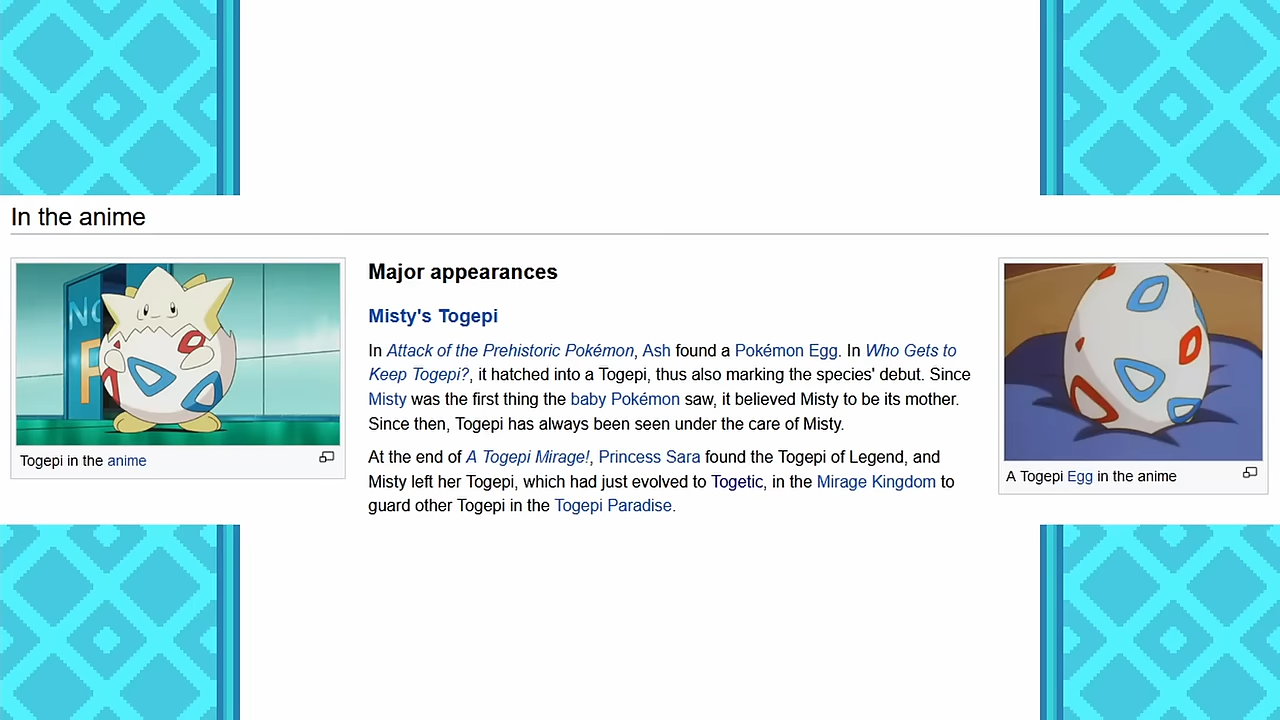 In the anime
NO
Togepi in the anime
Major appearances
Misty's Togepi
In Attack of the Prehistoric Pokémon, Ash found a Pokémon Egg. In Who Gets to
Keep Togepi?, it hatched into a Togepi, thus also marking the species' debut. Since
Misty was the first thing the baby Pokémon saw, it believed Misty to be its mother.
Since then, Togepi has always been seen under the care of Misty.
At the end of A Togepi Mirage!, Princess Sara found the Togepi of Legend, and
Misty left her Togepi, which had just evolved to Togetic, in the Mirage Kingdom to
guard other Togepi in the Togepi Paradise.
A Togepi Egg in the anime